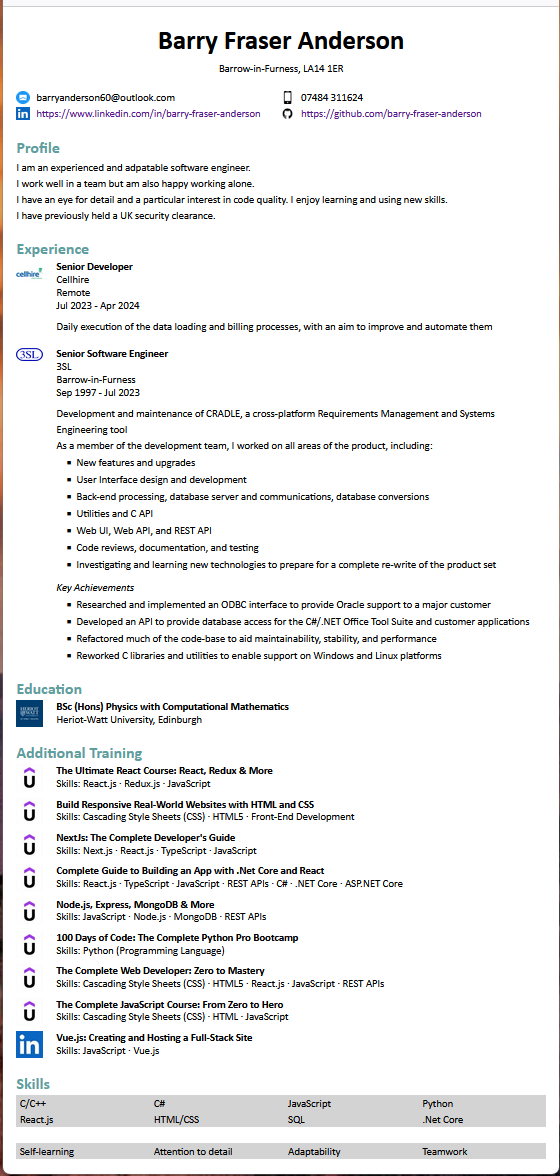 Barry Fraser Anderson
Barrow-in-Furness, LA14 1ER
barryanderson60@outlook.com
07484 311624
https://www.linkedin.com/in/barry-fraser-anderson
https://github.com/barry-fraser-anderson
Profile
I am an experienced and adpatable software engineer.
I work well in a team but am also happy working alone.
I have an eye for detail and a particular interest in code quality. I enjoy learning and using new skills.
I have previously held a UK security clearance.
Experience
cellhire
Senior Developer
Cellhire
Remote
Jul 2023 - Apr 2024
Daily execution of the data loading and billing processes, with an aim to improve and automate them
3SL
Senior Software Engineer
3SL
Barrow-in-Furness
Sep 1997 - Jul 2023
Development and maintenance of CRADLE, a cross-platform Requirements Management and Systems
Engineering tool
As a member of the development team, I worked on all areas of the product, including:
▪ New features and upgrades
▪ User Interface design and development
▪ Back-end processing, database server and communications, database conversions
▪ Utilities and C API
▪ Web UI, Web API, and REST API
▪ Code reviews, documentation, and testing
▪ Investigating and learning new technologies to prepare for a complete re-write of the product set
Key Achievements
▪ Researched and implemented an ODBC interface to provide Oracle support to a major customer
▪ Developed an API to provide database access for the C#/.NET Office Tool Suite and customer applications
▪ Refactored much of the code-base to aid maintainability, stability, and performance
▪ Reworked C libraries and utilities to enable support on Windows and Linux platforms
Education
HERIOT WATT
BSc (Hons) Physics with Computational Mathematics
Heriot-Watt University, Edinburgh
Additional Training
The Ultimate React Course: React, Redux & More
Skills: React.js · Redux.js · JavaScript
Build Responsive Real-World Websites with HTML and CSS
Skills: Cascading Style Sheets (CSS) · HTML5 · Front-End Development
NextJs: The Complete Developer's Guide
Skills: Next.js · React.js · TypeScript · JavaScript
Complete Guide to Building an App with .Net Core and React
Skills: React.js · TypeScript · JavaScript · REST APIs · C# · .NET Core · ASP.NET Core
Node.js, Express, MongoDB & More
Skills: JavaScript · Node.js · MongoDB · REST APIs
100 Days of Code: The Complete Python Pro Bootcamp
Skills: Python (Programming Language)
The Complete Web Developer: Zero to Mastery
Skills: Cascading Style Sheets (CSS) · HTML5 · React.js · JavaScript · REST APIs
The Complete JavaScript Course: From Zero to Hero
Skills: Cascading Style Sheets (CSS) · HTML · JavaScript
in
Vue.js: Creating and Hosting a Full-Stack Site
Skills: JavaScript · Vue.js
Skills
C/C++ C# JavaScript Python
React.js HTML/CSS SQL .Net Core
Self-learning Attention to detail Adaptability Teamwork